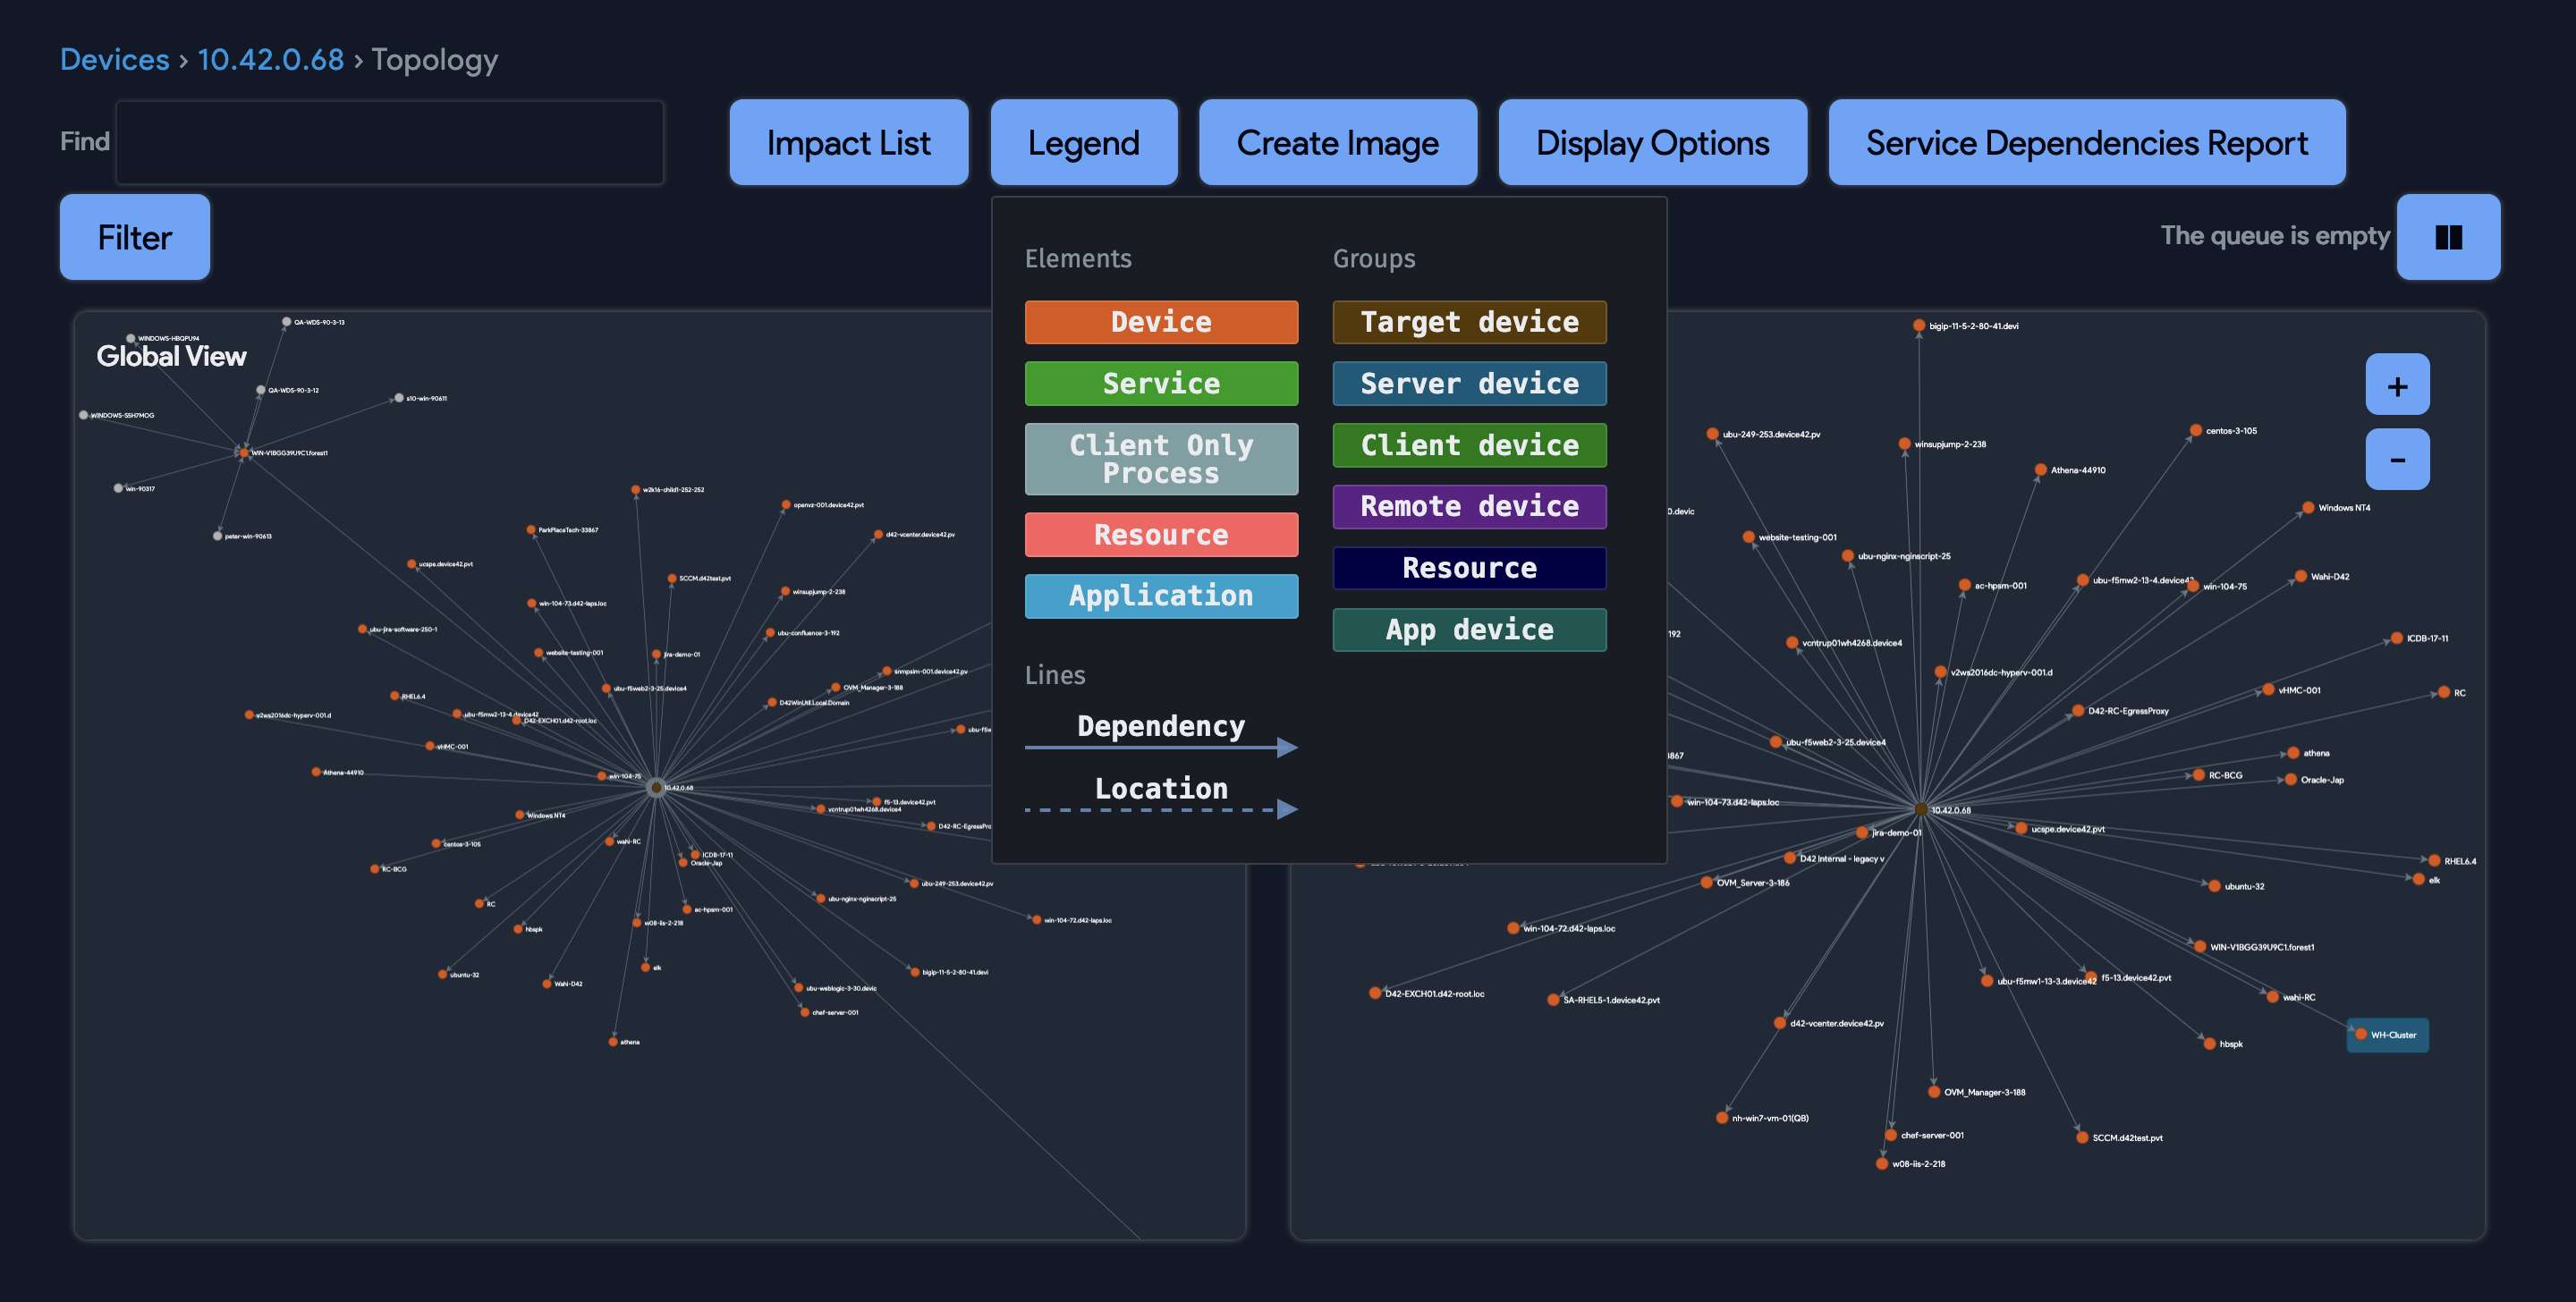 Devices › 10.42.0.68 › Topology
Find
Impact List
Legend
Create Image
Display Options
Service Dependencies Report
Filter
The queue is empty
Elements
Device
Service
Client Only
Process
Resource
Application
Groups
Target device
Server device
Client device
Remote device
Resource
App device
Lines
Dependency
Location
Global View
QA-WDS-90-3-13
WINDOWS-HBQPU94
QA-WDS-90-3-12
s10-win-90611
WINDOWS-S5H7MOG
WIN-V1BGG39U9C1.forest1
win-90317
peter-win-90613
w2k16-child1-252-252
openvz-001.device42.pvt
ParkPlaceTech-33867
d42-vcenter.device42.pv
ucspe.device42.pvt
SCCM.d42test.pvt
winsupjump-2-238
win-104-73.d42-laps.loc
ubu-jira-software-250-1
ubu-confluence-3-192
website-testing-001
jira-demo-01
snmpsim-001.device42.pv
ubu-f5web2-3-25.device4
OVM_Manager-3-188
RHEL6.4
D42WinUtil.Local.Domain
v2ws2016dc-hyperv-001.d
ubu-f5mw2-13-4.device42
D42-EXCH01.d42-root.loc
ubu-f5w
vHMC-001
Athena-44910
win-104-75
10.42.0.68
f5-13.device42.pvt
vcntrup01wh4268.device4
Windows NT4
D42-RC-EgressPro
centos-3-105
wahi-RC
ICDB-17-11
Oracle-Jap
RC-BCG
ubu-249-253.device42.pv
ubu-nginx-nginscript-25
RC
ac-hpsm-001
win-104-72.d42-laps.loc
w08-iis-2-218
hbspk
elk
ubuntu-32
bigip-11-5-2-80-41.devi
Wahi-D42
ubu-weblogic-3-30.devic
chef-server-001
athena
+
-
bigip-11-5-2-80-41.devi
ubu-249-253.device42.pv
winsupjump-2-238
centos-3-105
Athena-44910
0.devic
Windows NT4
website-testing-001
ubu-nginx-nginscript-25
ac-hpsm-001
ubu-f5mw2-13-4.device42
win-104-75
Wahi-D42
192
vcntrup01wh4268.device4
ICDB-17-11
v2ws2016dc-hyperv-001.d
vHMC-001
RC
D42-RC-EgressProxy
ubu-f5web2-3-25.device4
3867
athena
RC-BCG
Oracle-Jap
win-104-73.d42-laps.loc
10.42.0.68
jira-demo-01
ucspe.device42.pvt
D42 Internal - legacy v
RHEL6.4
OVM_Server-3-186
elk
ubuntu-32
win-104-72.d42-laps.loc
WIN-V1BGG39U9C1.forest1
ubu-f5mw1-13-3.device42
f5-13.device42.pvt
D42-EXCH01.d42-root.loc
SA-RHEL5-1.device42.pvt
wahi-RC
d42-vcenter.device42.pv
WH-Cluster
hbspk
OVM_Manager-3-188
nh-win7-vm-01(QB)
chef-server-001
SCCM.d42test.pvt
w08-iis-2-218